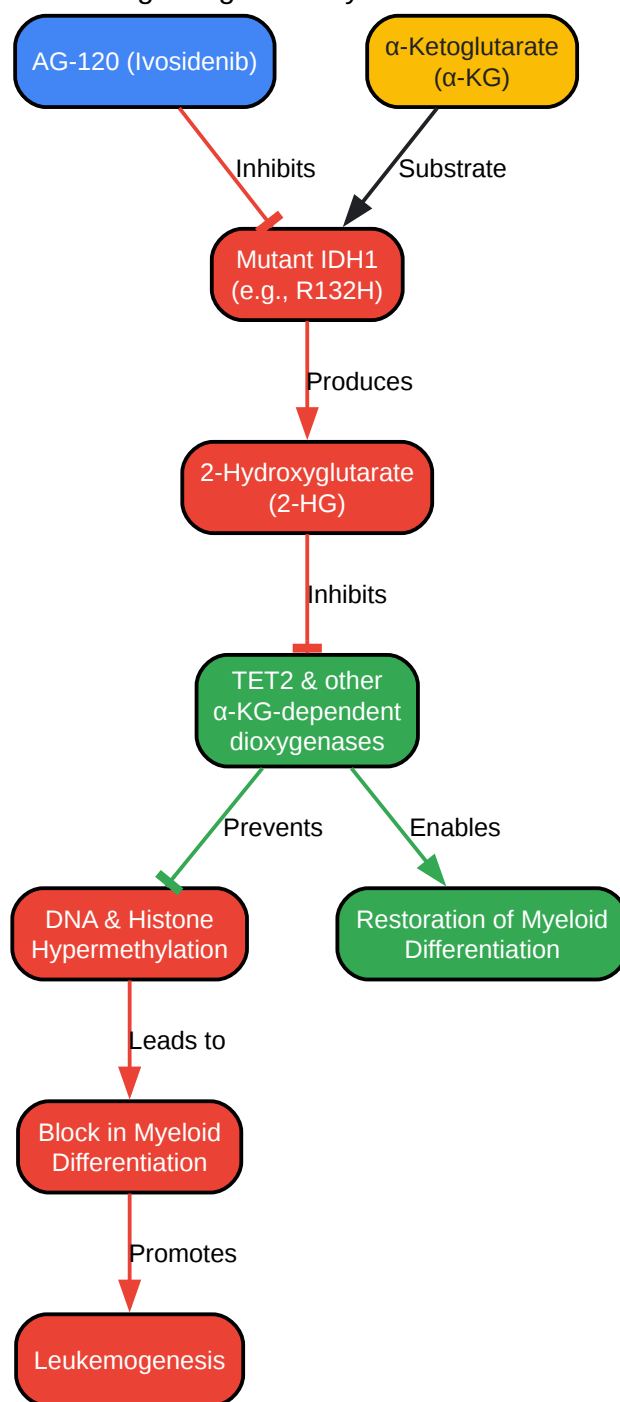 AG-120 (Ivosidenib)
α-Ketoglutarate
(α-KG)
Inhibits
Substrate
Mutant IDH1
(e.g., R132H)
Produces
2-Hydroxyglutarate
(2-HG)
Inhibits
TET2 & other
α-KG-dependent
dioxygenases
Prevents
Enables
DNA & Histone
Hypermethylation
Restoration of Myeloid
Differentiation
Leads to
Block in Myeloid
Differentiation
Promotes
Leukemogenesis